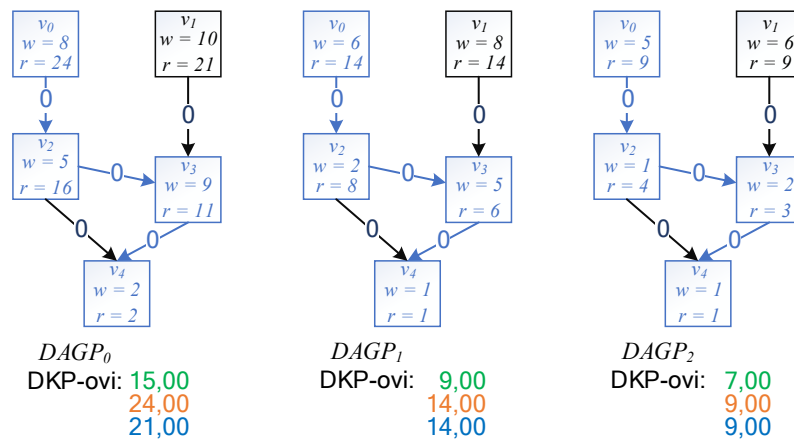 v0
w = 8
r = 24
v1
w = 10
r = 21
0
0
v2
w = 5
r = 16
0
v3
w = 9
r = 11
0
0
v4
w = 2
r = 2
DAGP0
DKP-ovi: 15,00
24,00
21,00
v0
w = 6
r = 14
v1
w = 8
r = 14
0
0
v2
w = 2
r = 8
0
v3
w = 5
r = 6
0
0
v4
w = 1
r = 1
DAGP1
DKP-ovi: 9,00
14,00
14,00
v0
w = 5
r = 9
v1
w = 6
r = 9
0
0
v2
w = 1
r = 4
0
v3
w = 2
r = 3
0
0
v4
w = 1
r = 1
DAGP2
DKP-ovi: 7,00
9,00
9,00